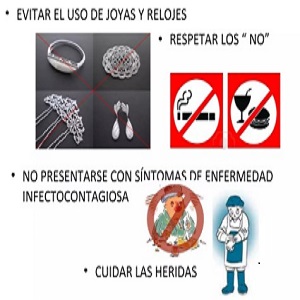 • EVITAR EL USO DE JOYAS Y RELOJES
• RESPETAR LOS “ NO”
• NO PRESENTARSE CON SÍNTOMAS DE ENFERMEDAD
INFECTOCONTAGIOSA
• CUIDAR LAS HERIDAS